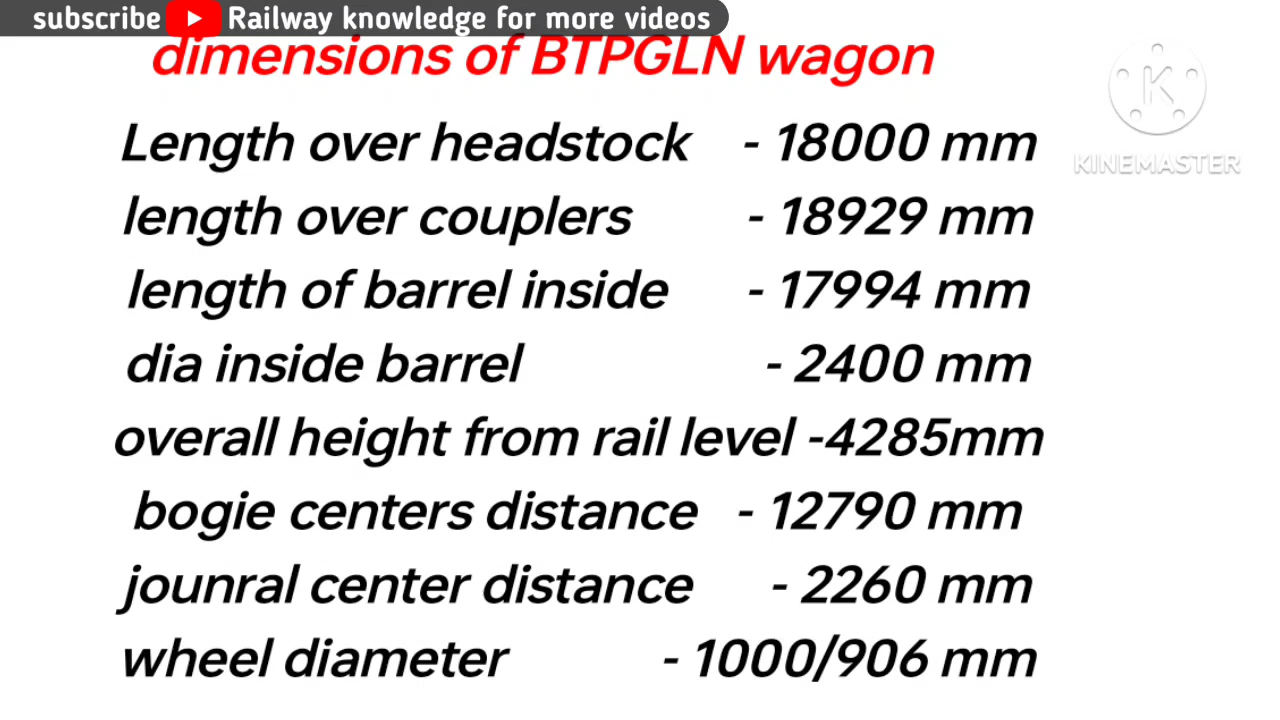 subscribe Railway knowledge for more videos
dimensions of BTPGLN wagon
K
KINEMASTER
Length over headstock - 18000 mm
length over couplers - 18929 mm
length of barrel inside - 17994 mm
dia inside barrel - 2400 mm
overall height from rail level -4285mm
bogie centers distance - 12790 mm
jounral center distance - 2260 mm
wheel diameter - 1000/906 mm